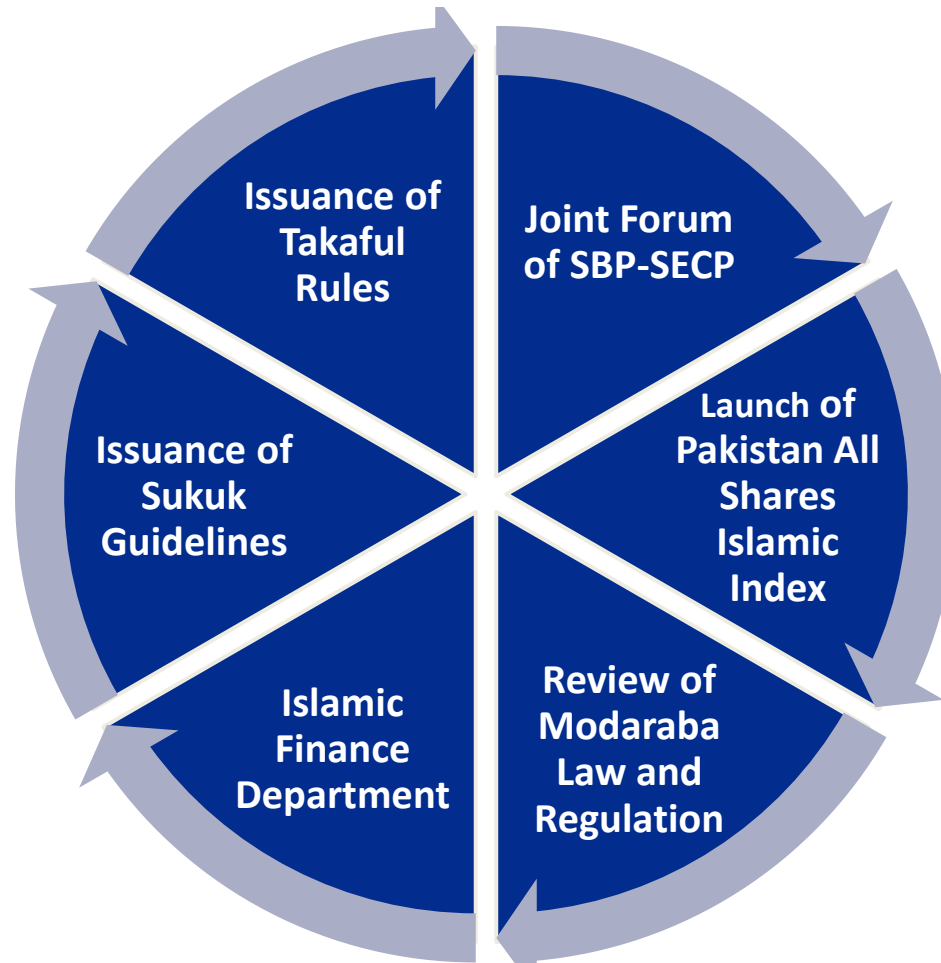 Joint Forum
of SBP-SECP
Launch of
Pakistan All
Shares
Islamic
Index
Review of
Modaraba
Law and
Regulation
Islamic
Finance
Department
Issuance of
Sukuk
Guidelines
Issuance of
Takaful
Rules